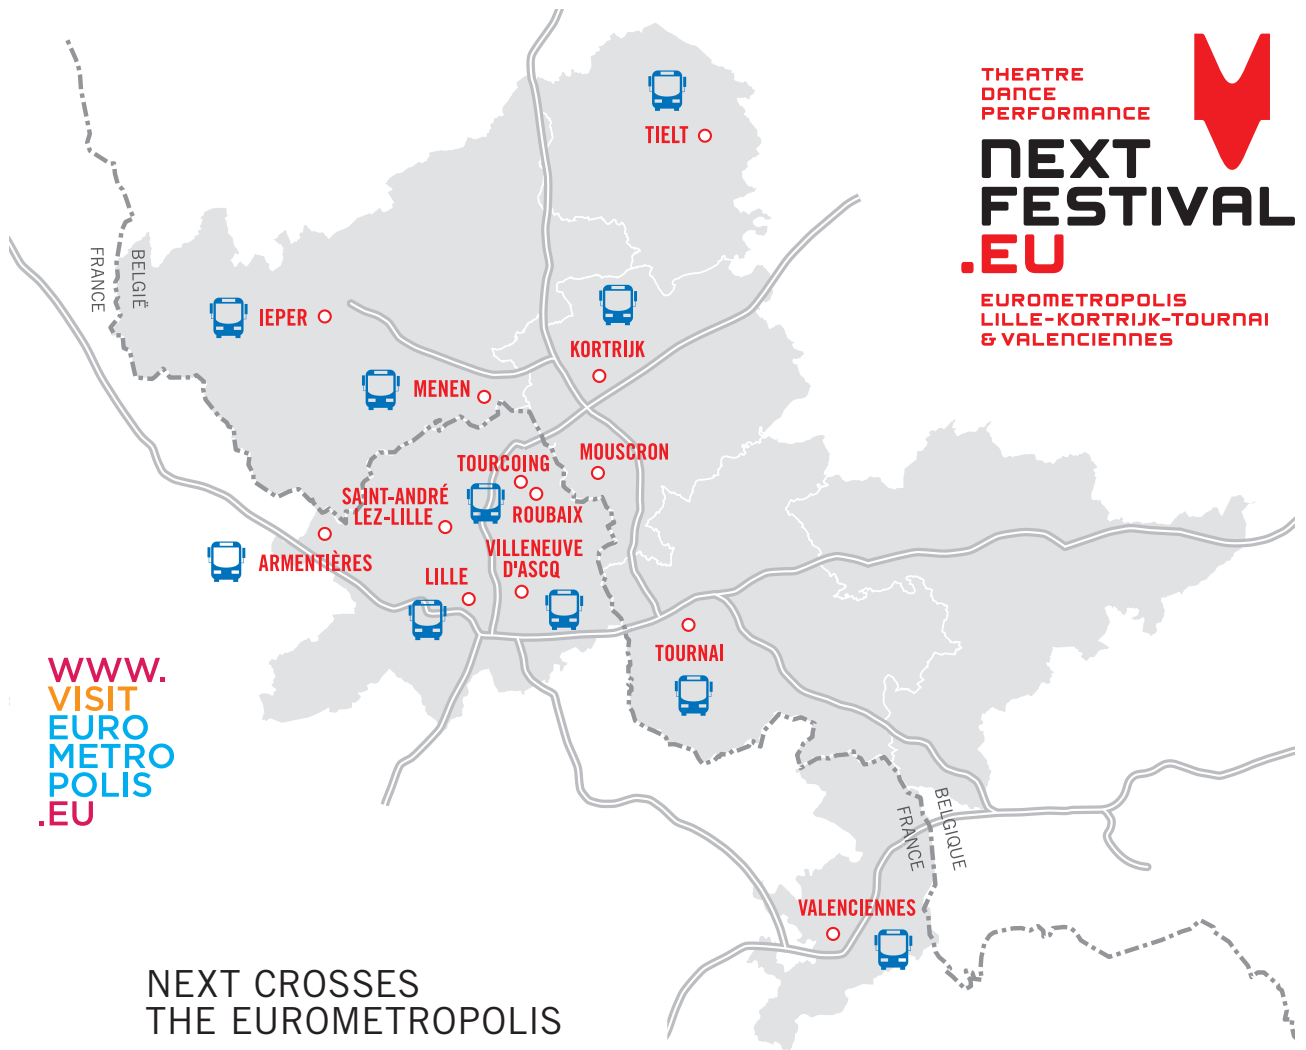 THEATRE
DANCE
PERFORMANCE
NEXT
FESTIVAL
.EU
EUROMETROPOLIS
LILLE-KORTRIJK-TOURNAI
& VALENCIENNES
TIELT
BELGIË
FRANCE
IEPER
KORTRIJK
MENEN
MOUSCRON
TOURCOING
SAINT-ANDRÉ
LEZ-LILLE
ROUBAIX
VILLENEUVE
D'ASCQ
ARMENTIÈRES
LILLE
TOURNAI
WWW.
VISIT
EURO
METRO
POLIS
.EU
BELGIQUE
FRANCE
VALENCIENNES
NEXT CROSSES
THE EUROMETROPOLIS